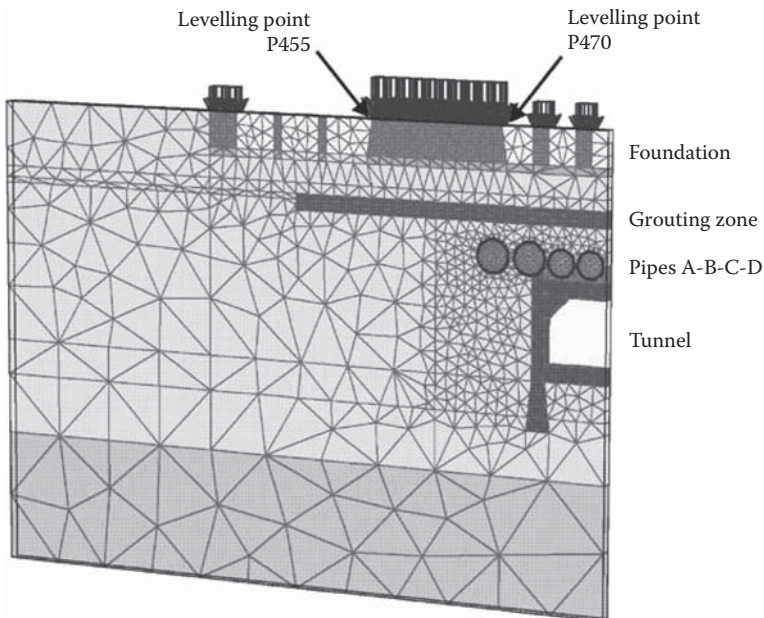 Levelling point
P455
Levelling point
P470
Foundation
Grouting zone
Pipes A-B-C-D
Tunnel